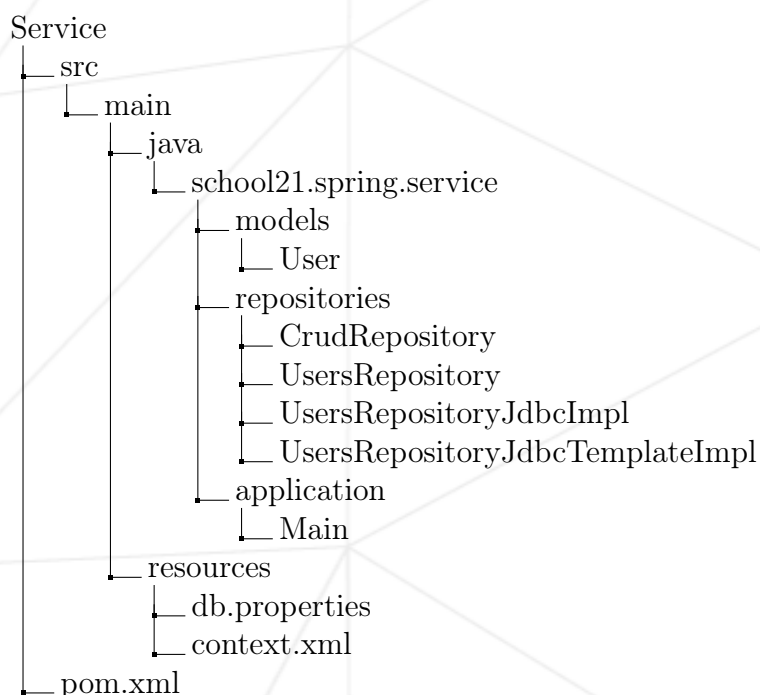 Service
src
main
java
school21.spring.service
models
User
repositories
CrudRepository
UsersRepository
UsersRepositoryJdbcImpl
UsersRepositoryJdbcTemplateImpl
application
Main
resources
db.properties
context.xml
pom.xml